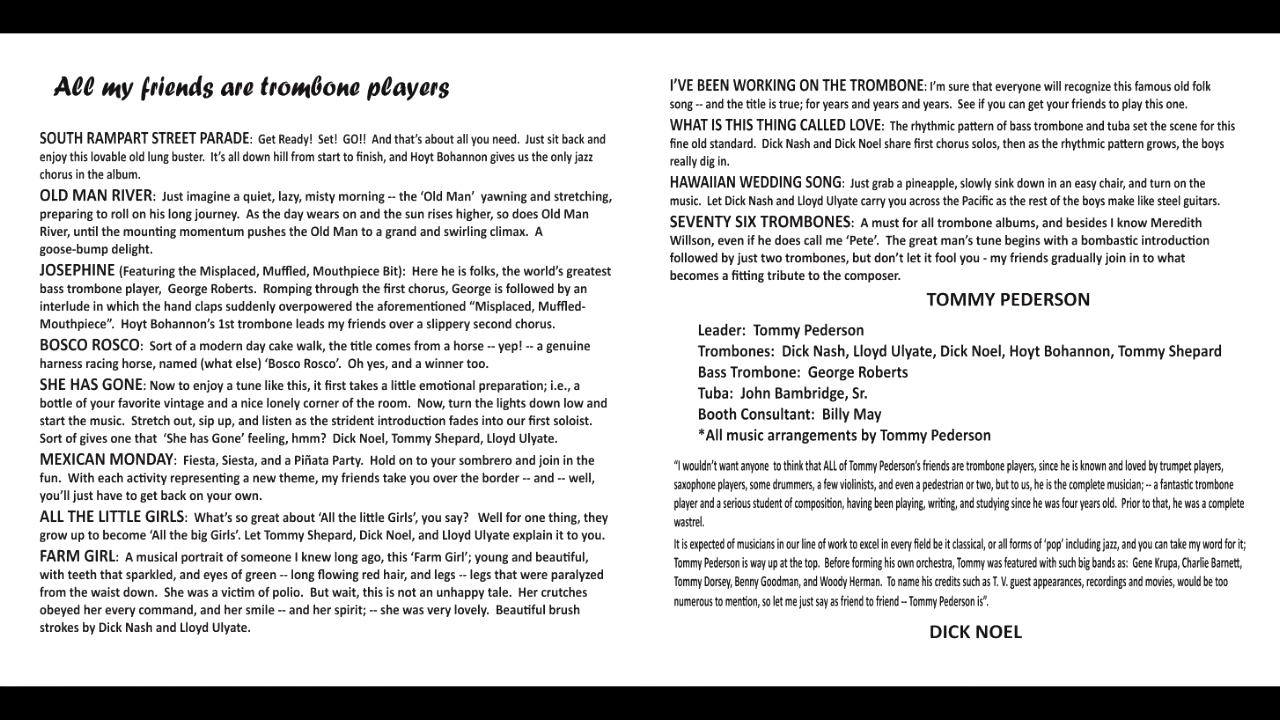 All my friends are trombone players
SOUTH RAMPART STREET PARADE: Get Ready! Set! GO!! And that's about all you need. Just sit back and
enjoy this lovable old lung buster. It's all down hill from start to finish, and Hoyt Bohannon gives us the only jazz
chorus in the album.
OLD MAN RIVER: Just imagine a quiet, lazy, misty morning -- the 'Old Man' yawning and stretching,
preparing to roll on his long journey. As the day wears on and the sun rises higher, so does Old Man
River, until the mounting momentum pushes the Old Man to a grand and swirling climax. A
goose-bump delight.
JOSEPHINE (Featuring the Misplaced, Muffled, Mouthpiece Bit): Here he is folks, the world's greatest
bass trombone player, George Roberts. Romping through the first chorus, George is followed by an
interlude in which the hand claps suddenly overpowered the aforementioned "Misplaced, Muffled-
Mouthpiece". Hoyt Bohannon's 1st trombone leads my friends over a slippery second chorus.
BOSCO ROSCO: Sort of a modern day cake walk, the title comes from a horse -- yep! -- a genuine
harness racing horse, named (what else) 'Bosco Rosco'. Oh yes, and a winner too.
SHE HAS GONE: Now to enjoy a tune like this, it first takes a little emotional preparation; i.e., a
bottle of your favorite vintage and a nice lonely corner of the room. Now, turn the lights down low and
start the music. Stretch out, sip up, and listen as the strident introduction fades into our first soloist.
Sort of gives one that 'She has Gone' feeling, hmm? Dick Noel, Tommy Shepard, Lloyd Ulyate.
MEXICAN MONDAY: Fiesta, Siesta, and a Piñata Party. Hold on to your sombrero and join in the
fun. With each activity representing a new theme, my friends take you over the border -- and -- well,
you'll just have to get back on your own.
ALL THE LITTLE GIRLS: What's so great about 'All the little Girls', you say? Well for one thing, they
grow up to become 'All the big Girls'. Let Tommy Shepard, Dick Noel, and Lloyd Ulyate explain it to you.
FARM GIRL: A musical portrait of someone I knew long ago, this 'Farm Girl'; young and beautiful,
with teeth that sparkled, and eyes of green -- long flowing red hair, and legs -- legs that were paralyzed
from the waist down. She was a victim of polio. But wait, this is not an unhappy tale. Her crutches
obeyed her every command, and her smile -- and her spirit; -- she was very lovely. Beautiful brush
strokes by Dick Nash and Lloyd Ulyate.
I'VE BEEN WORKING ON THE TROMBONE: I'm sure that everyone will recognize this famous old folk
song -- and the title is true; for years and years and years. See if you can get your friends to play this one.
WHAT IS THIS THING CALLED LOVE: The rhythmic pattern of bass trombone and tuba set the scene for this
fine old standard. Dick Nash and Dick Noel share first chorus solos, then as the rhythmic pattern grows, the boys
really dig in.
HAWAIIAN WEDDING SONG: Just grab a pineapple, slowly sink down in an easy chair, and turn on the
music. Let Dick Nash and Lloyd Ulyate carry you across the Pacific as the rest of the boys make like steel guitars.
SEVENTY SIX TROMBONES: A must for all trombone albums, and besides I know Meredith
Willson, even if he does call me 'Pete'. The great man's tune begins with a bombastic introduction
followed by just two trombones, but don't let it fool you - my friends gradually join in to what
becomes a fitting tribute to the composer.
TOMMY PEDERSON
Leader: Tommy Pederson
Trombones: Dick Nash, Lloyd Ulyate, Dick Noel, Hoyt Bohannon, Tommy Shepard
Bass Trombone: George Roberts
Tuba: John Bambridge, Sr.
Booth Consultant: Billy May
*All music arrangements by Tommy Pederson
"I wouldn't want anyone to think that ALL of Tommy Pederson's friends are trombone players, since he is known and loved by trumpet players,
saxophone players, some drummers, a few violinists, and even a pedestrian or two, but to us, he is the complete musician; -- a fantastic trombone
player and a serious student of composition, having been playing, writing, and studying since he was four years old. Prior to that, he was a complete
wastrel.
It is expected of musicians in our line of work to excel in every field be it classical, or all forms of 'pop' including jazz, and you can take my word for it;
Tommy Pederson is way up at the top. Before forming his own orchestra, Tommy was featured with such big bands as: Gene Krupa, Charlie Barnett,
Tommy Dorsey, Benny Goodman, and Woody Herman. To name his credits such as T. V. guest appearances, recordings and movies, would be too
numerous to mention, so let me just say as friend to friend -- Tommy Pederson is".
DICK NOEL